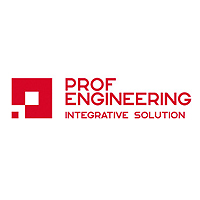 PROF
ENGINEERING
INTEGRATIVE SOLUTION